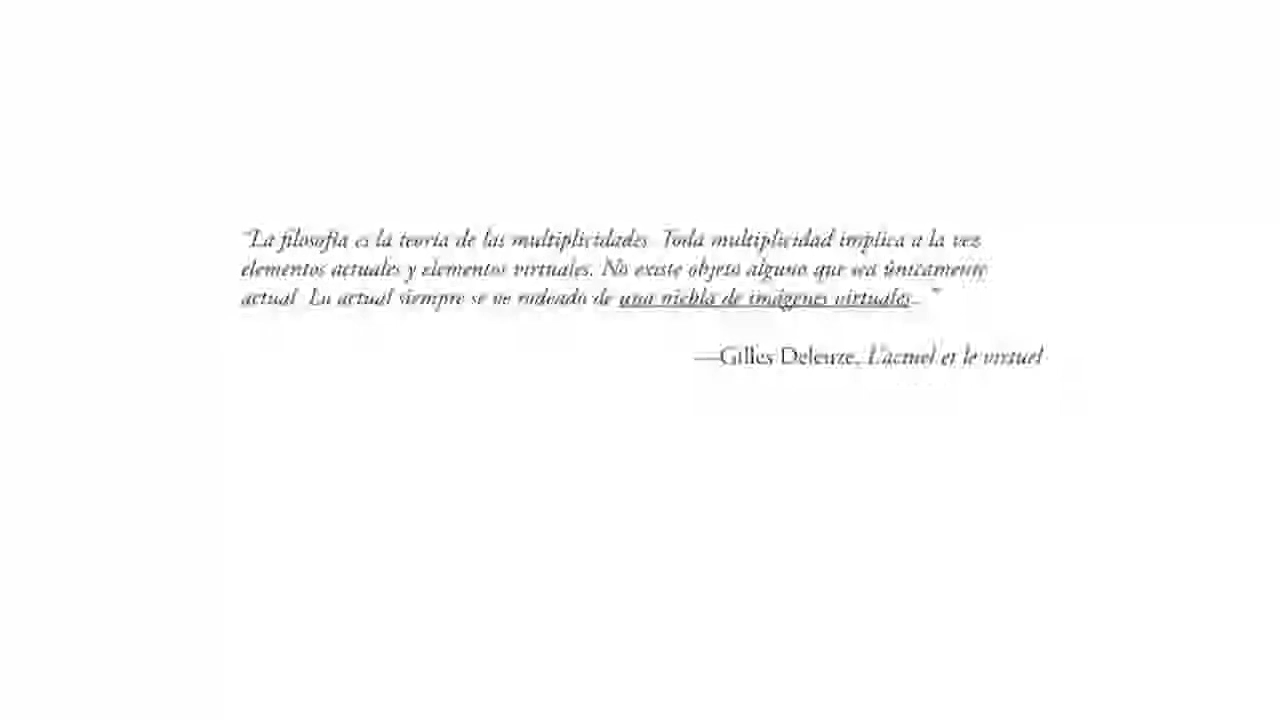 “La filosofía es la teoría de las multiplicidades. Toda multiplicidad implica a la vez
elementos actuales y elementos virtuales. No existe objeto alguno que sea únicamente
actual. Lo actual siempre se ve rodeado de una niebla de imágenes virtuales... ”
—Gilles Deleuze, L'actuel et le virtuel